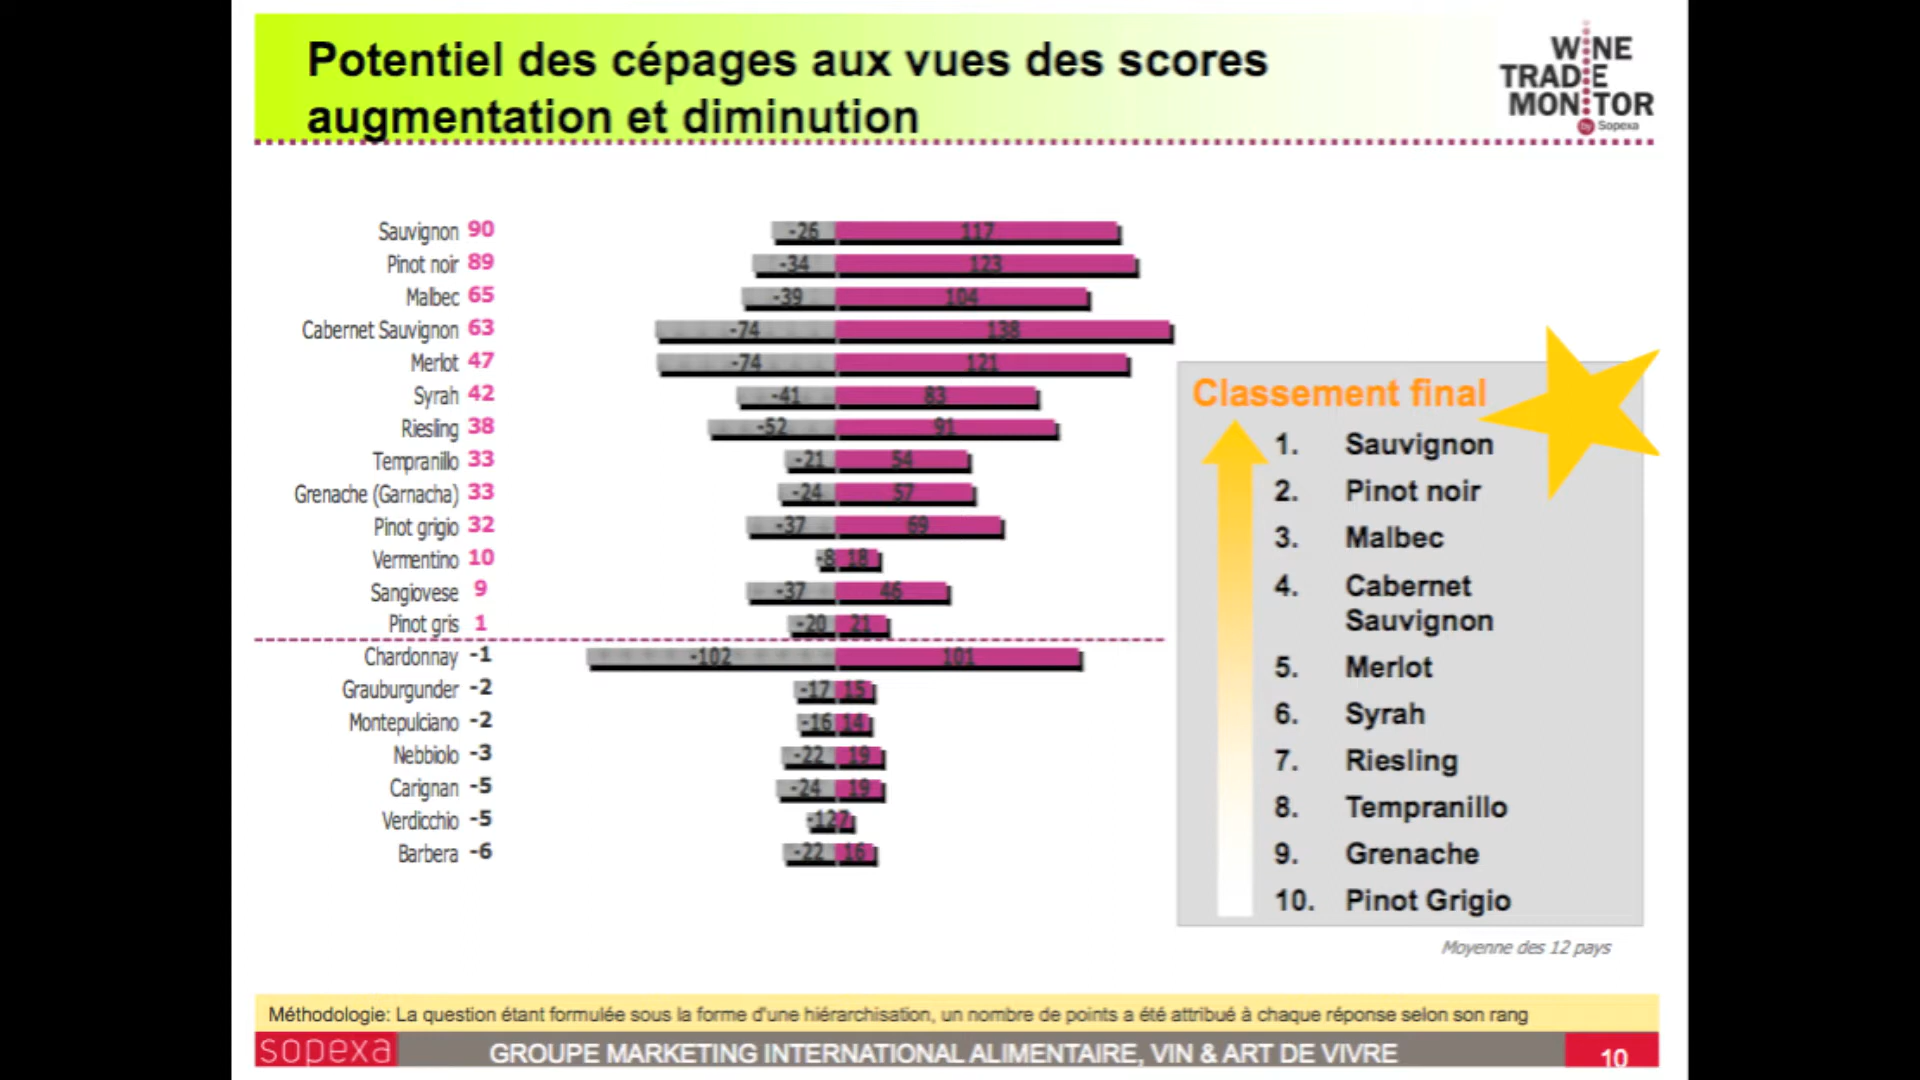 Potentiel des cépages aux vues des scores
augmentation et diminution
WINE
TRADE
MONITOR
by Sopexa
Sauvignon 90 -26 117
Pinot noir 89 -34 123
Malbec 65 -39 104
Cabernet Sauvignon 63 -74 138
Merlot 47 -74 121
Syrah 42 -41 83
Riesling 38 -52 91
Tempranillo 33 -21 54
Grenache (Garnacha) 33 -24 57
Pinot grigio 32 -37 69
Vermentino 10 -8 18
Sangiovese 9 -37 46
Pinot gris 1 -20 21
Chardonnay -1 -102 101
Grauburgunder -2 -17 15
Montepulciano -2 -16 14
Nebbiolo -3 -22 19
Carignan -5 -24 19
Verdicchio -5 -12 7
Barbera -6 -22 16
Classement final
1. Sauvignon
2. Pinot noir
3. Malbec
4. Cabernet
Sauvignon
5. Merlot
6. Syrah
7. Riesling
8. Tempranillo
9. Grenache
10. Pinot Grigio
Moyenne des 12 pays
Méthodologie: La question étant formulée sous la forme d'une hiérarchisation, un nombre de points a été attribué à chaque réponse selon son rang
sopexa
GROUPE MARKETING INTERNATIONAL ALIMENTAIRE, VIN & ART DE VIVRE
10